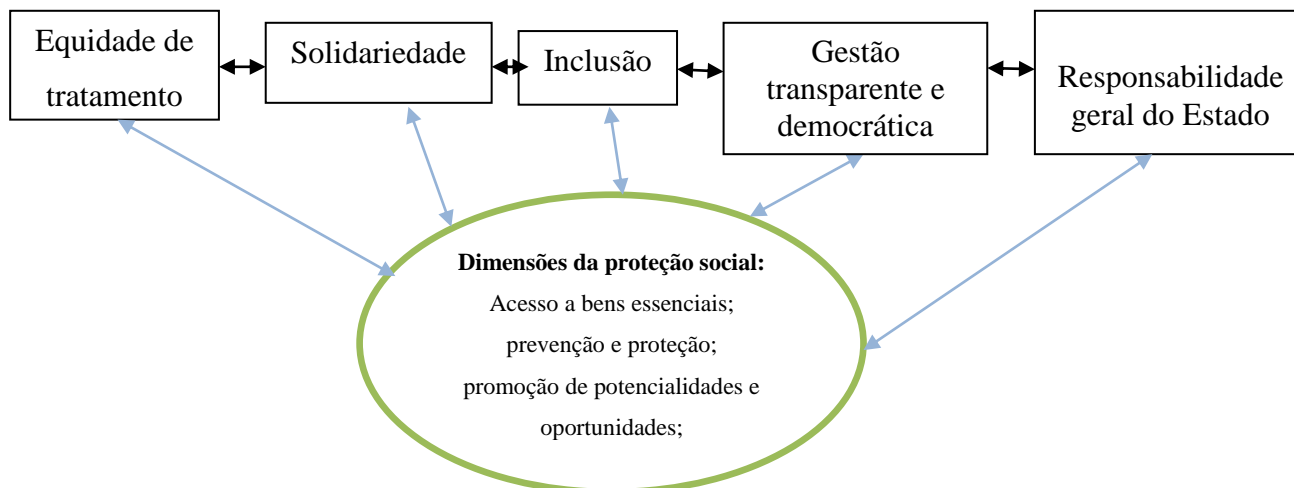 Equidade de
tratamento
Solidariedade
Inclusão
Gestão
transparente e
democrática
Responsabilidade
geral do Estado
Dimensões da proteção social:
Acesso a bens essenciais;
prevenção e proteção;
promoção de potencialidades e
oportunidades;